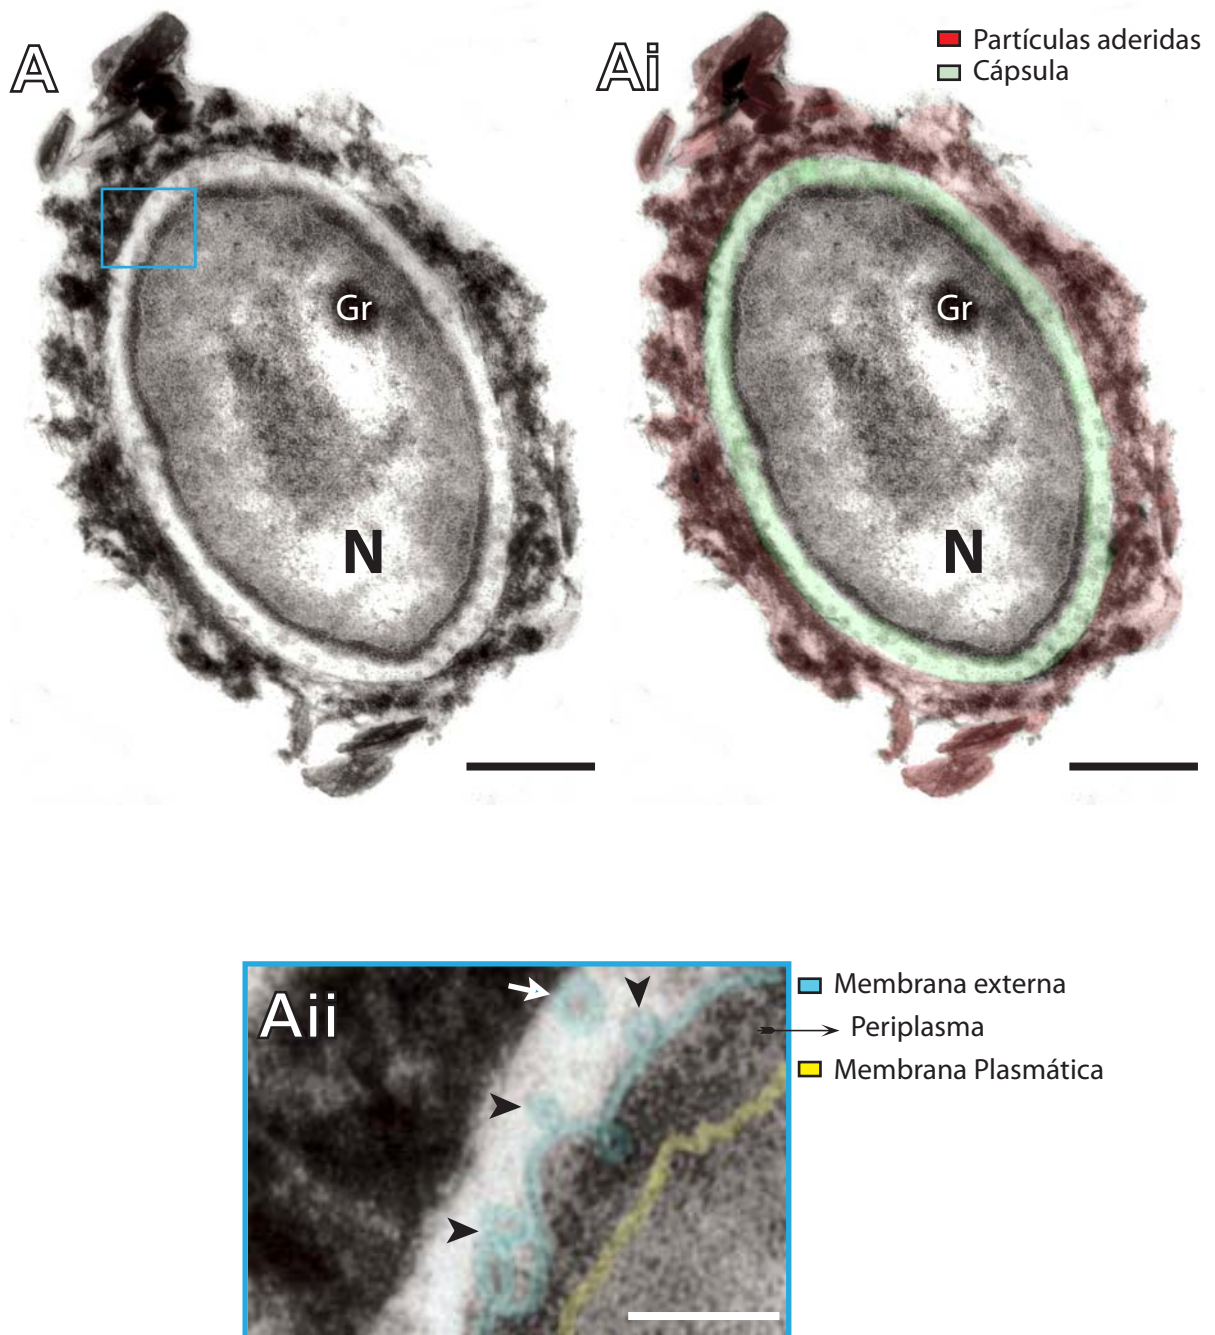 A
Ai
Partículas aderidas
Cápsula
Gr
N
Gr
N
Aii
Membrana externa
Periplasma
Membrana Plasmática